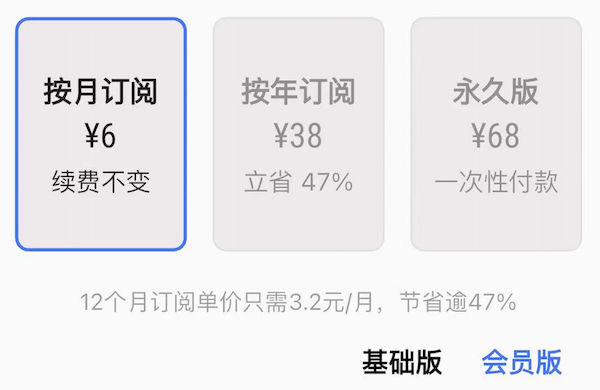 按月订阅
¥6
续费不变
按年订阅
¥38
立省 47%
永久版
¥68
一次性付款
12个月订阅单价只需3.2元/月，节省逾47%
基础版
会员版